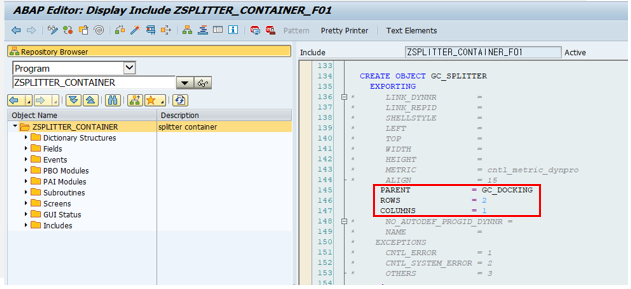 ABAP Editor: Display Include ZSPLITTER_CONTAINER_F01
Pattern Pretty Printer Text Elements
Repository Browser
Program
ZSPLITTER_CONTAINER
Object Name Description
ZSPLITTER_CONTAINER splitter container
Dictionary Structures
Fields
Events
PBO Modules
PAI Modules
Subroutines
Screens
GUI Status
Includes
Include ZSPLITTER_CONTAINER_F01 Active
133
134 CREATE OBJECT GC_SPLITTER
135 EXPORTING
136 * LINK_DYNNR =
137 * LINK_REPID =
138 * SHELLSTYLE =
139 * LEFT =
140 * TOP =
141 * WIDTH =
142 * HEIGHT =
143 * METRIC = cntl_metric_dynpro
144 * ALIGN = 15
145 PARENT = GC_DOCKING
146 ROWS = 2
147 COLUMNS = 1
148 * NO_AUTODEF_PROGID_DYNNR =
149 * NAME =
150 * EXCEPTIONS
151 * CNTL_ERROR = 1
152 * CNTL_SYSTEM_ERROR = 2
153 * OTHERS = 3
154